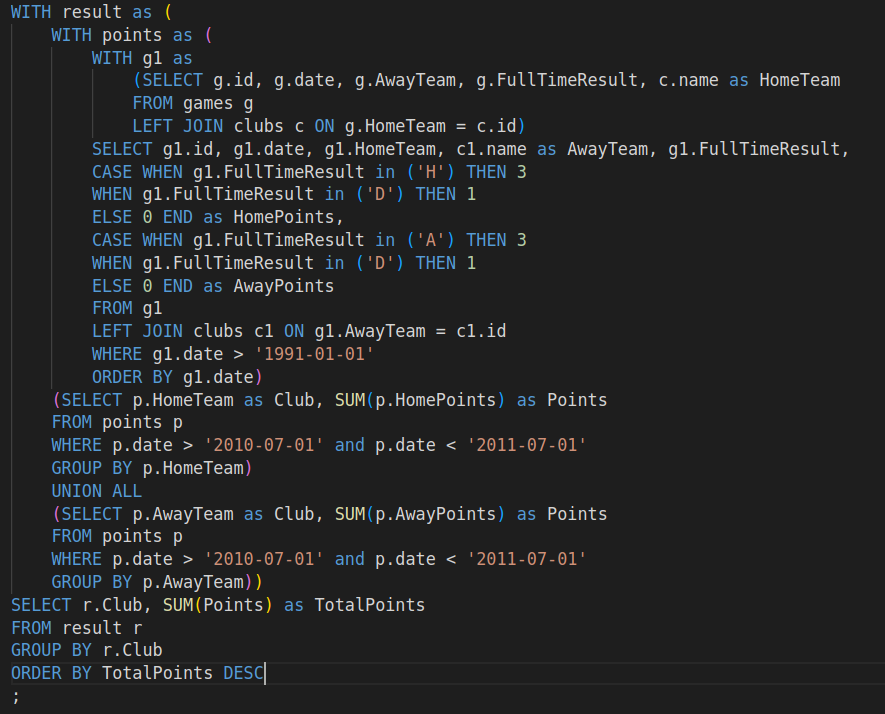 WITH result as (
    WITH points as (
        WITH g1 as
            (SELECT g.id, g.date, g.AwayTeam, g.FullTimeResult, c.name as HomeTeam
            FROM games g
            LEFT JOIN clubs c ON g.HomeTeam = c.id)
        SELECT g1.id, g1.date, g1.HomeTeam, c1.name as AwayTeam, g1.FullTimeResult,
        CASE WHEN g1.FullTimeResult in ('H') THEN 3
        WHEN g1.FullTimeResult in ('D') THEN 1
        ELSE 0 END as HomePoints,
        CASE WHEN g1.FullTimeResult in ('A') THEN 3
        WHEN g1.FullTimeResult in ('D') THEN 1
        ELSE 0 END as AwayPoints
        FROM g1
        LEFT JOIN clubs c1 ON g1.AwayTeam = c1.id
        WHERE g1.date > '1991-01-01'
        ORDER BY g1.date)
    (SELECT p.HomeTeam as Club, SUM(p.HomePoints) as Points
    FROM points p
    WHERE p.date > '2010-07-01' and p.date < '2011-07-01'
    GROUP BY p.HomeTeam)
    UNION ALL
    (SELECT p.AwayTeam as Club, SUM(p.AwayPoints) as Points
    FROM points p
    WHERE p.date > '2010-07-01' and p.date < '2011-07-01'
    GROUP BY p.AwayTeam))
SELECT r.Club, SUM(Points) as TotalPoints
FROM result r
GROUP BY r.Club
ORDER BY TotalPoints DESC
;